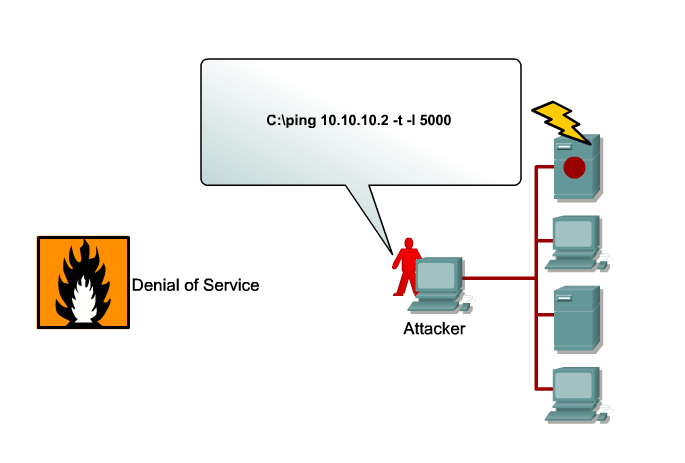 C:\ping 10.10.10.2 -t -l 5000
Denial of Service
Attacker